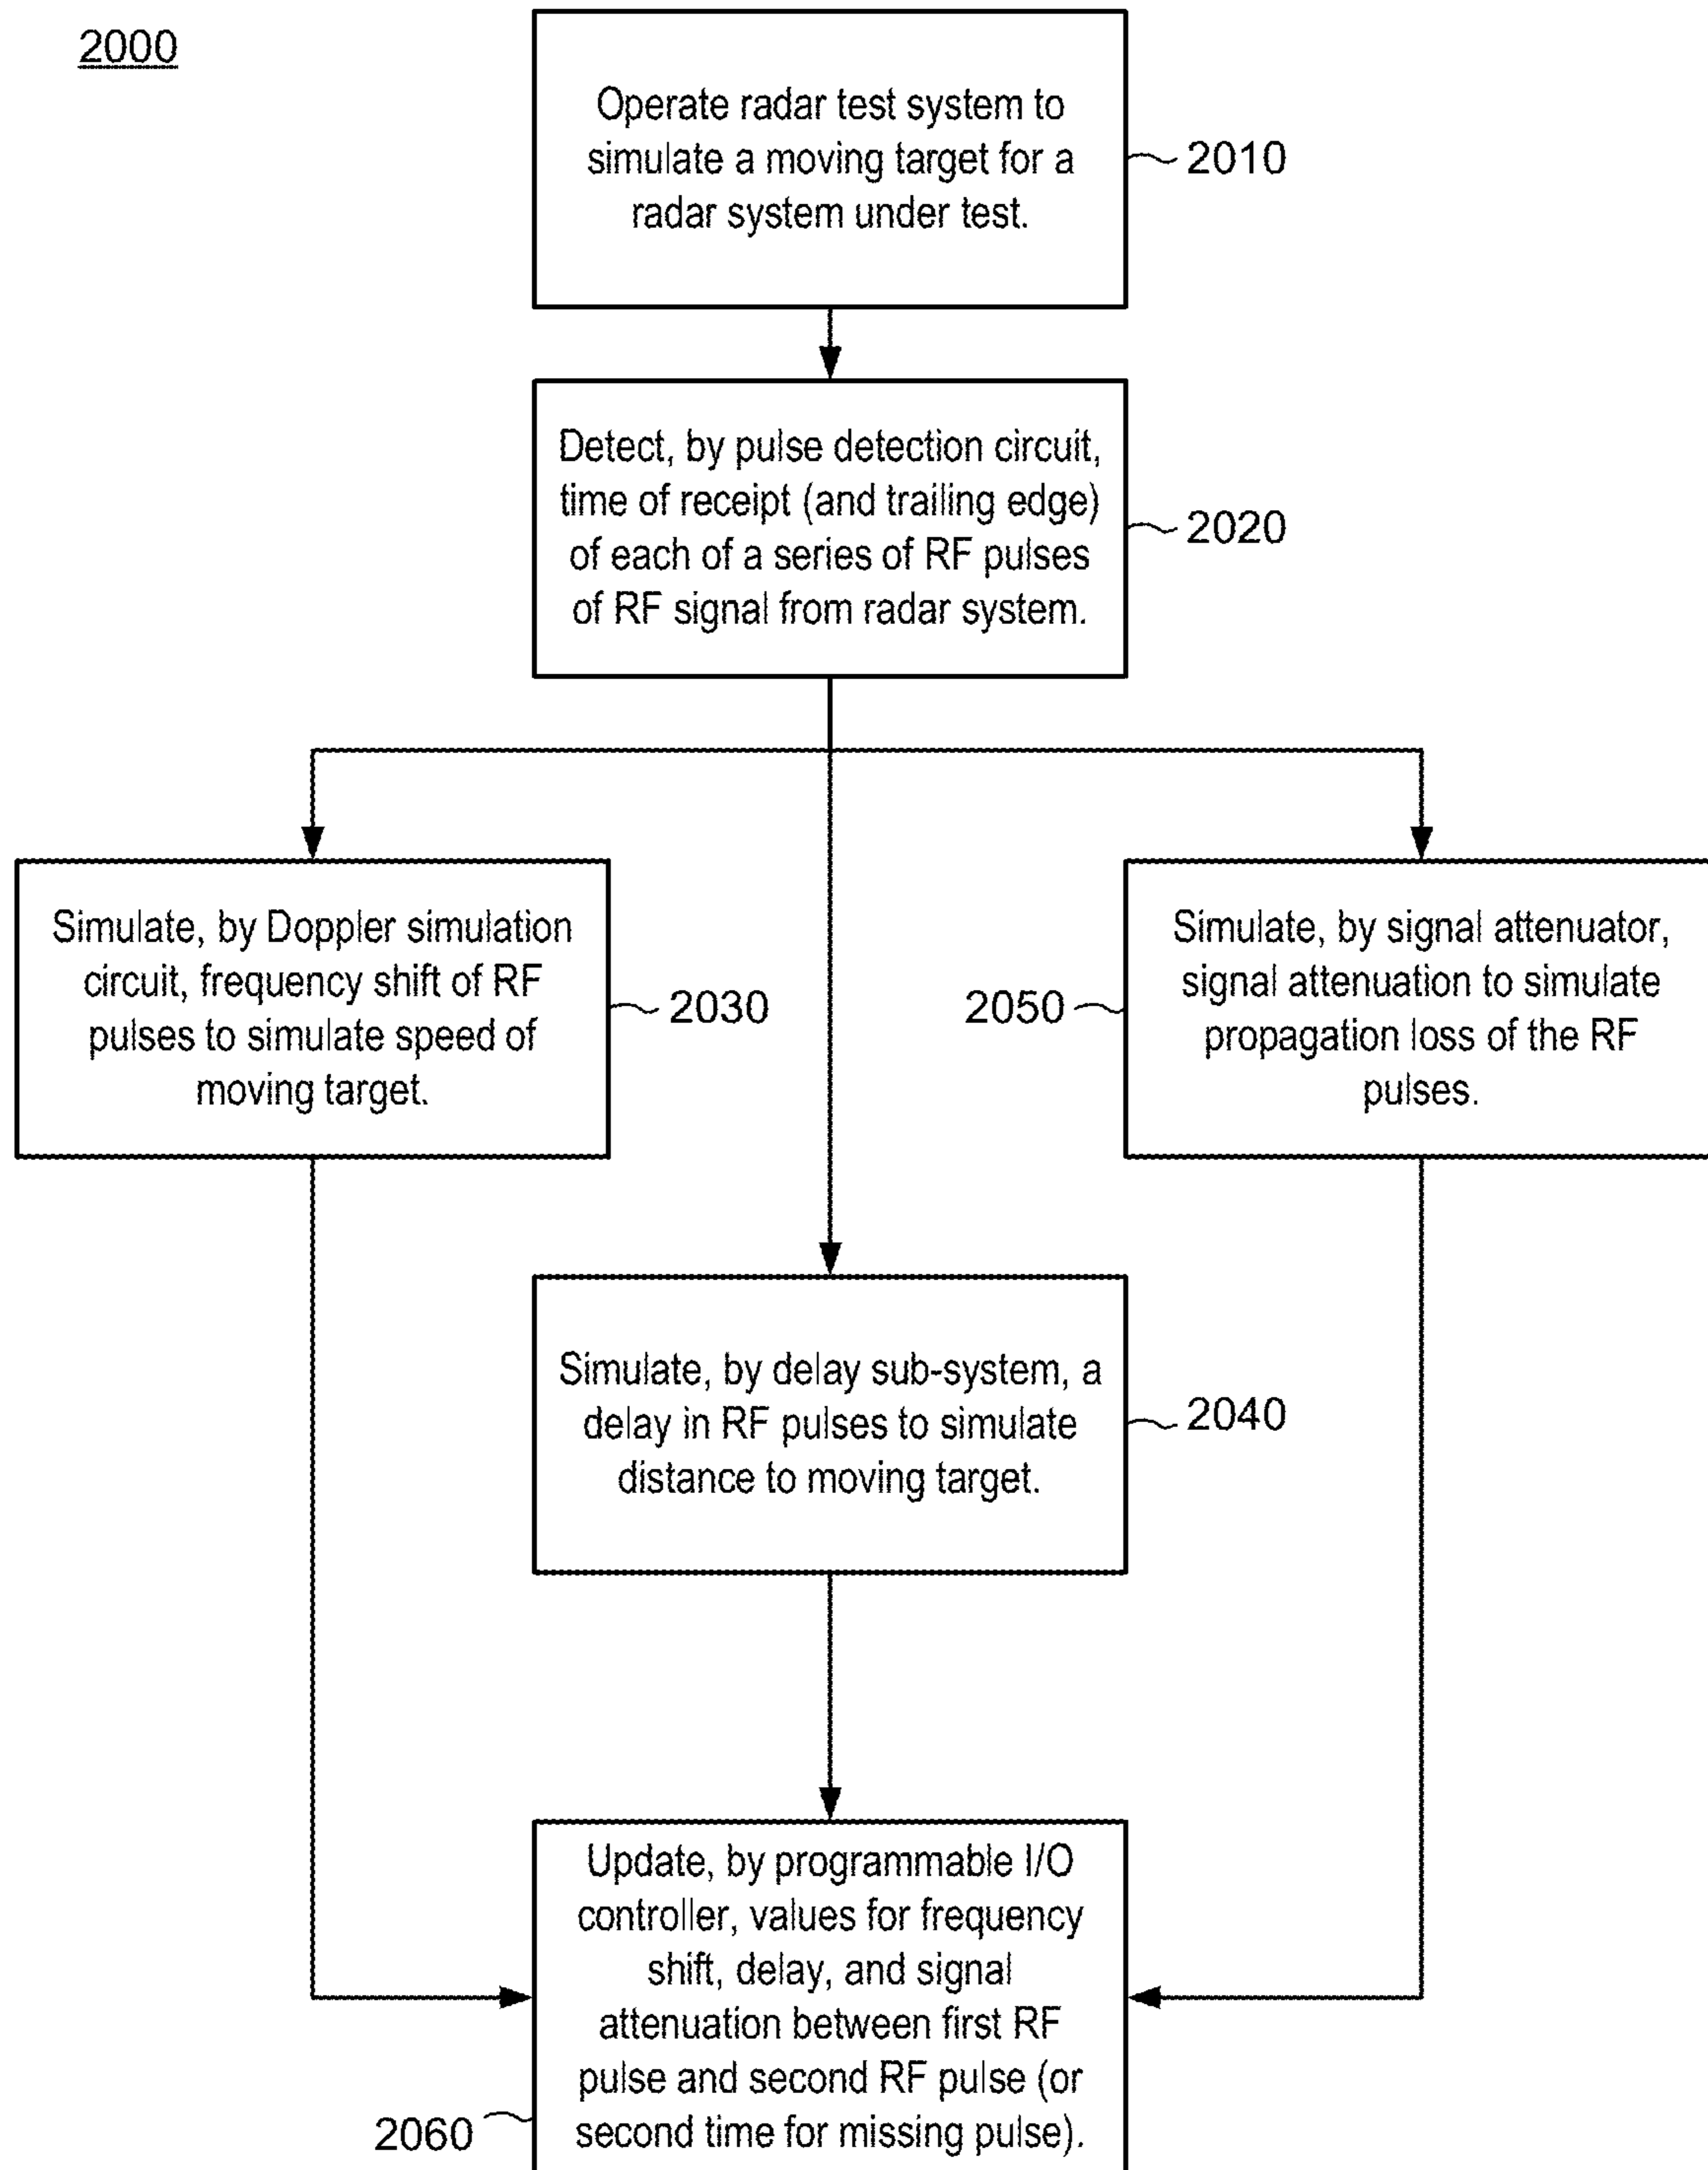 2000
Operate radar test system to
simulate a moving target for a
radar system under test.
2010
Detect, by pulse detection circuit,
time of receipt (and trailing edge)
of each of a series of RF pulses
of RF signal from radar system.
2020
Simulate, by Doppler simulation
circuit, frequency shift of RF
pulses to simulate speed of
moving target.
2030
Simulate, by signal attenuator,
signal attenuation to simulate
propagation loss of the RF
pulses.
2050
Simulate, by delay sub-system, a
delay in RF pulses to simulate
distance to moving target.
2040
Update, by programmable I/O
controller, values for frequency
shift, delay, and signal
attenuation between first RF
pulse and second RF pulse (or
second time for missing pulse).
2060